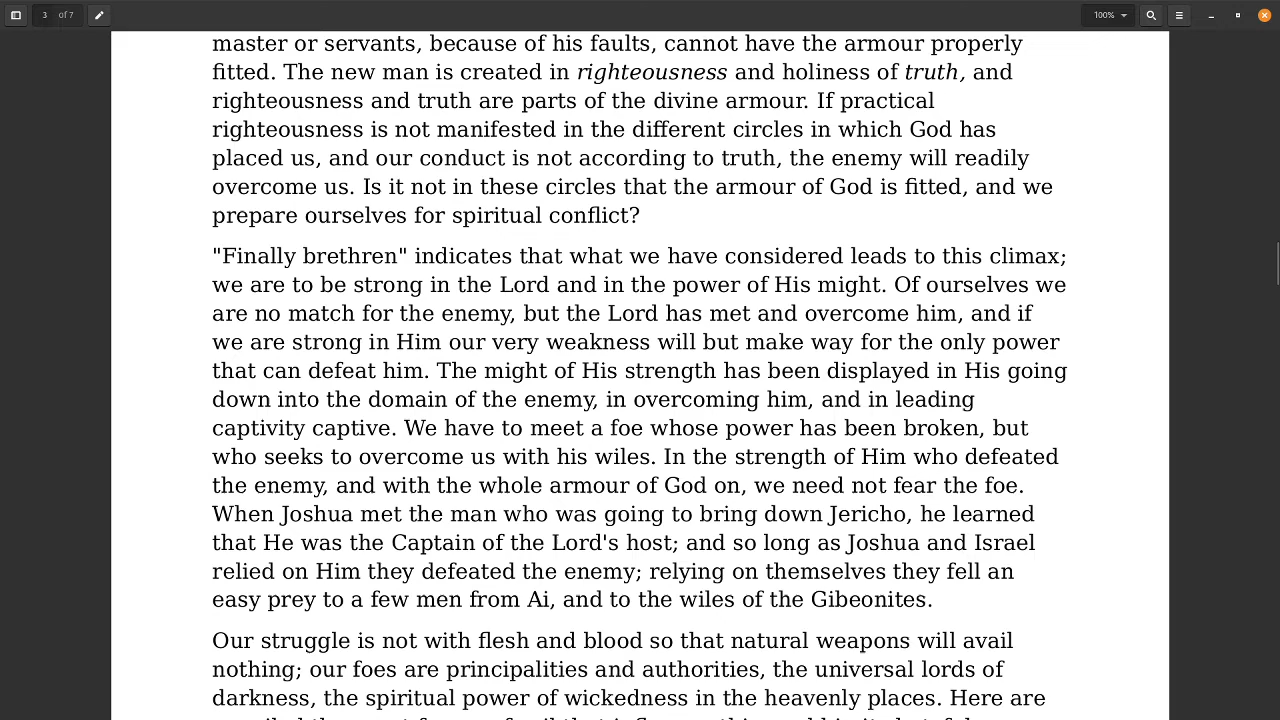 3 of 7
100%
master or servants, because of his faults, cannot have the armour properly
fitted. The new man is created in righteousness and holiness of truth, and
righteousness and truth are parts of the divine armour. If practical
righteousness is not manifested in the different circles in which God has
placed us, and our conduct is not according to truth, the enemy will readily
overcome us. Is it not in these circles that the armour of God is fitted, and we
prepare ourselves for spiritual conflict?
"Finally brethren" indicates that what we have considered leads to this climax;
we are to be strong in the Lord and in the power of His might. Of ourselves we
are no match for the enemy, but the Lord has met and overcome him, and if
we are strong in Him our very weakness will but make way for the only power
that can defeat him. The might of His strength has been displayed in His going
down into the domain of the enemy, in overcoming him, and in leading
captivity captive. We have to meet a foe whose power has been broken, but
who seeks to overcome us with his wiles. In the strength of Him who defeated
the enemy, and with the whole armour of God on, we need not fear the foe.
When Joshua met the man who was going to bring down Jericho, he learned
that He was the Captain of the Lord's host; and so long as Joshua and Israel
relied on Him they defeated the enemy; relying on themselves they fell an
easy prey to a few men from Ai, and to the wiles of the Gibeonites.
Our struggle is not with flesh and blood so that natural weapons will avail
nothing; our foes are principalities and authorities, the universal lords of
darkness, the spiritual power of wickedness in the heavenly places. Here are